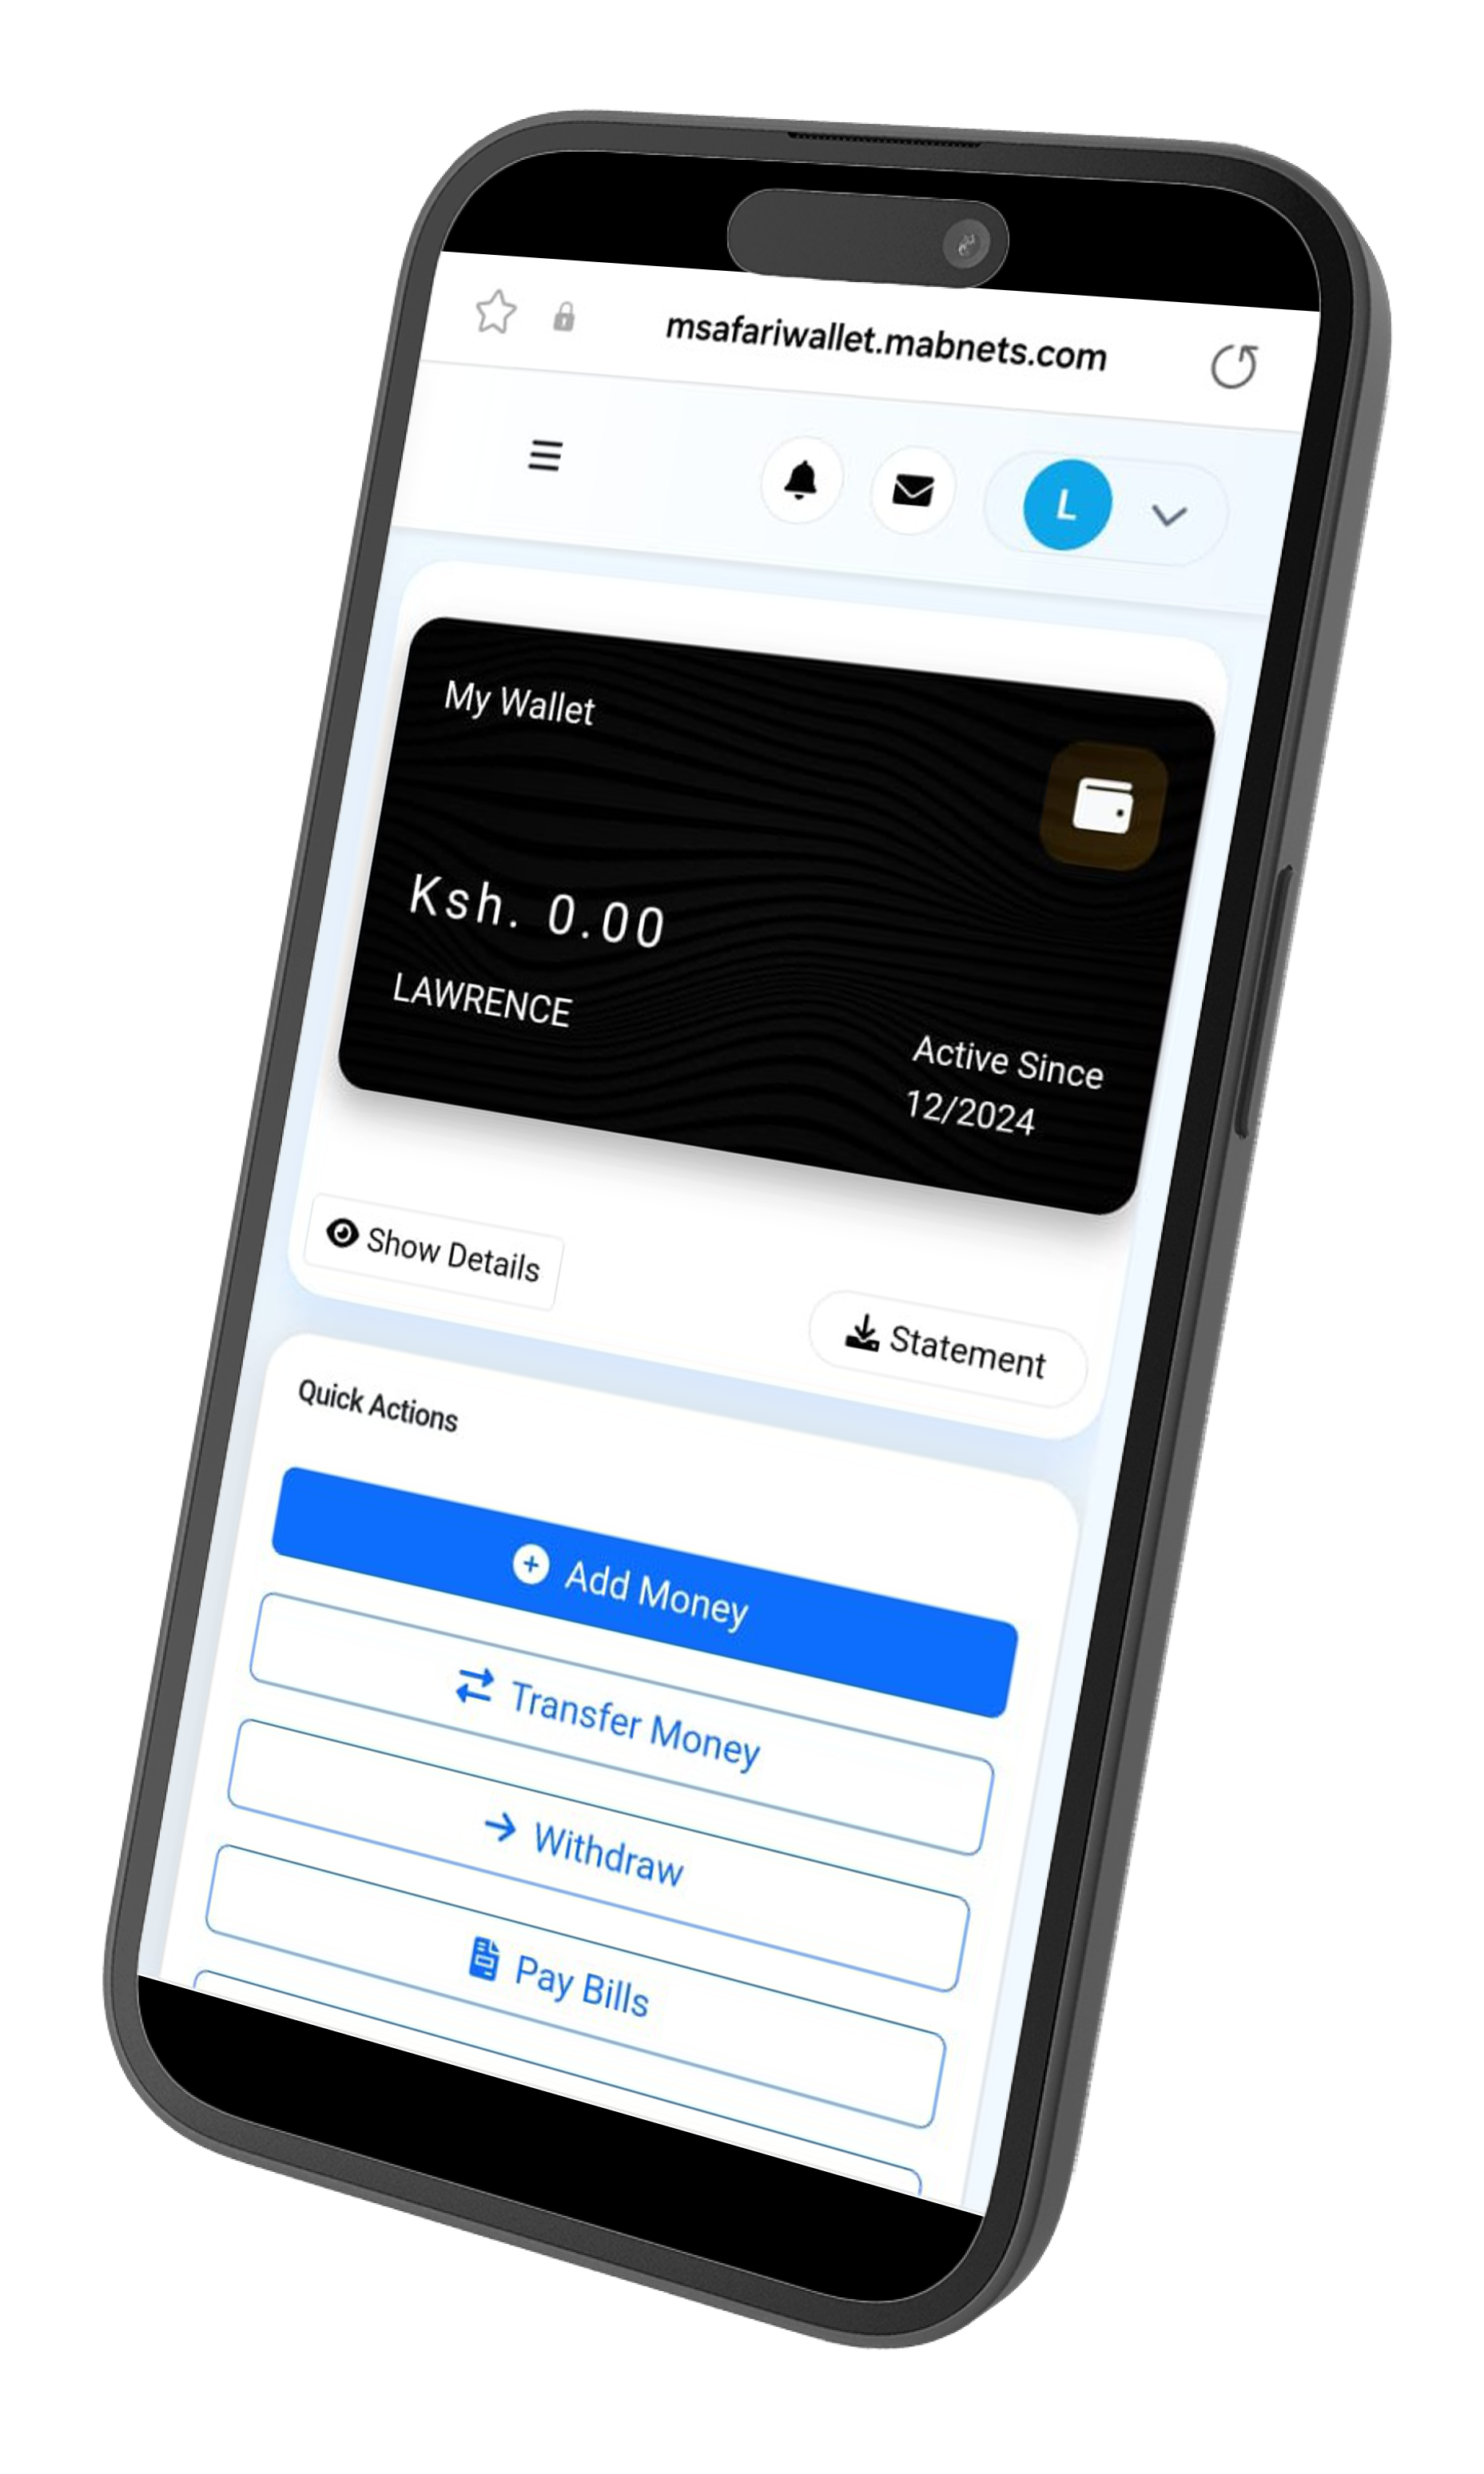 msafariwallet.mabnets.com
L
My Wallet
Ksh. 0.00
LAWRENCE
Active Since
12/2024
Show Details
Statement
Quick Actions
Add Money
Transfer Money
Withdraw
Pay Bills